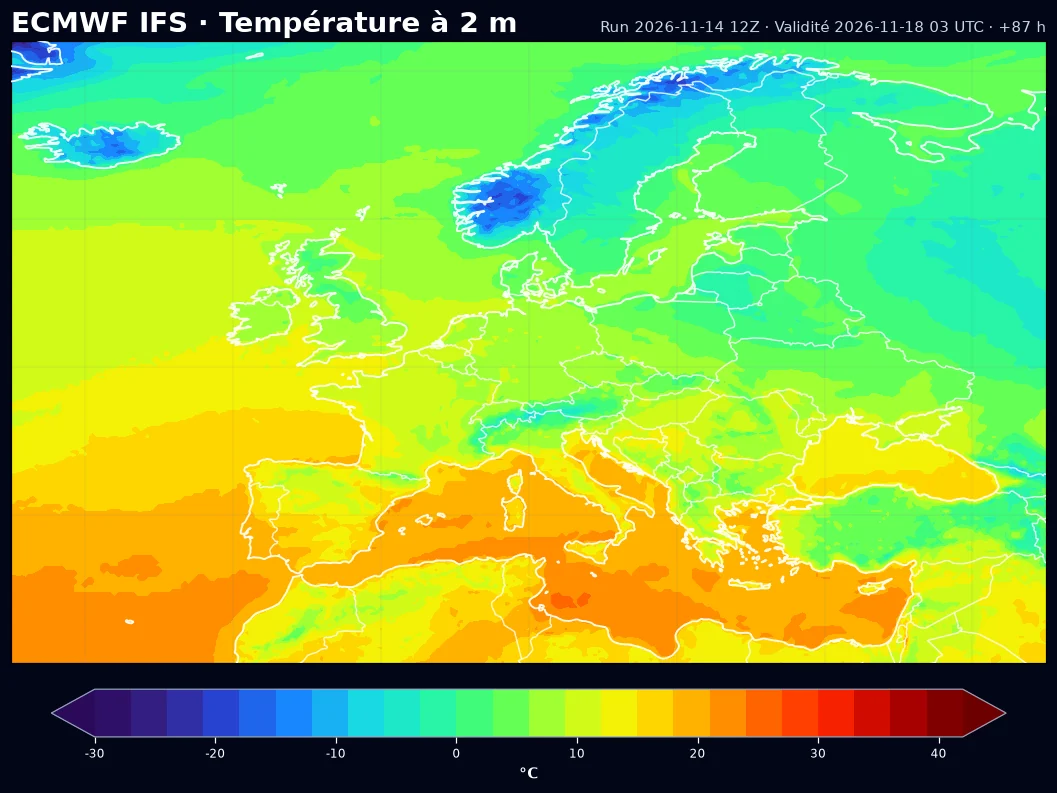 ECMWF IFS · Température à 2 m
Run 2026-11-14 12Z · Validité 2026-11-18 03 UTC · +87 h
-30 -20 -10 0 10 20 30 40
°C